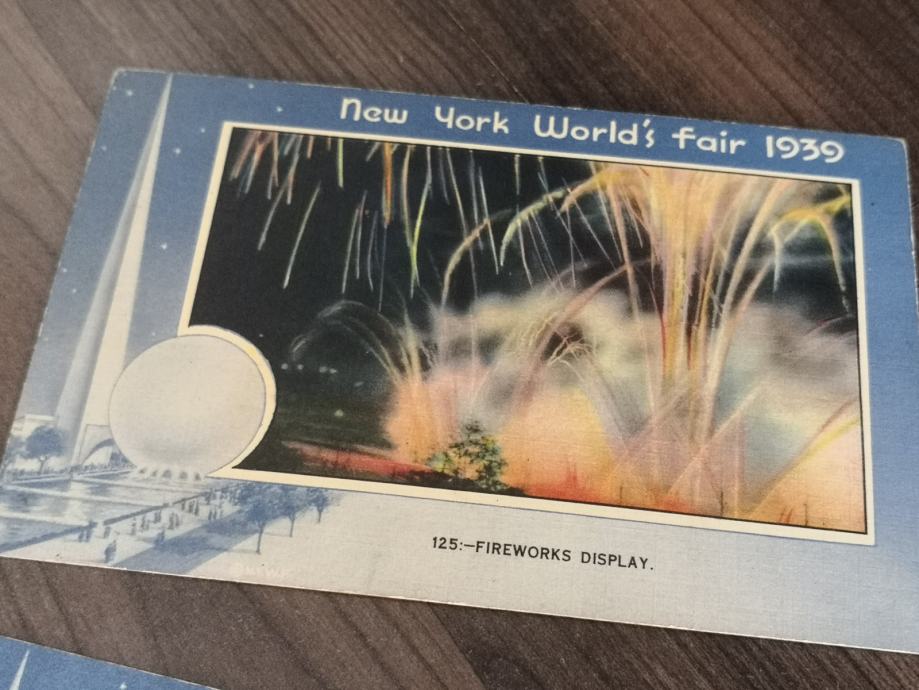 New York World's fair 1939
125:—FIREWORKS DISPLAY.